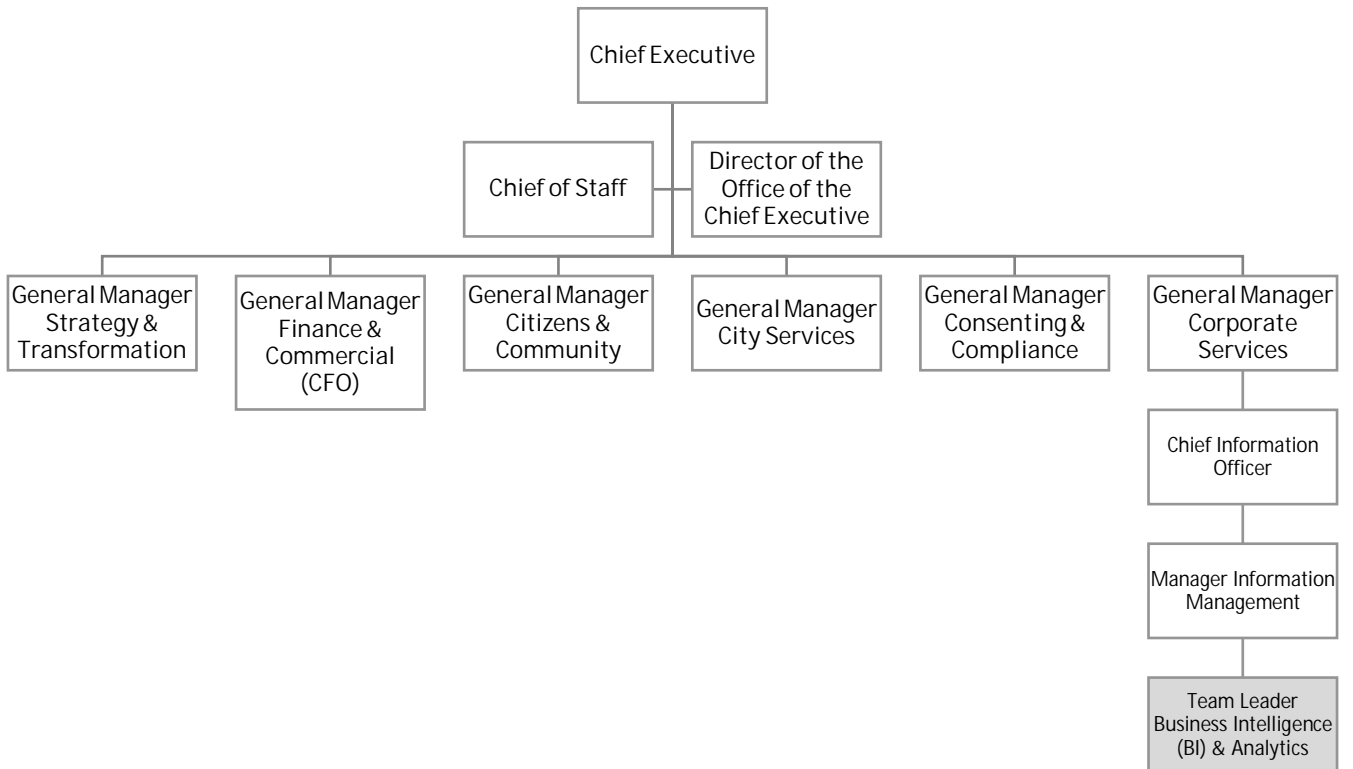 Chief Executive
Chief of Staff
Director of the
Office of the
Chief Executive
General Manager
Strategy &
Transformation
General Manager
Finance &
Commercial
(CFO)
General Manager
Citizens &
Community
General Manager
City Services
General Manager
Consenting &
Compliance
General Manager
Corporate
Services
Chief Information
Officer
Manager Information
Management
Team Leader
Business Intelligence
(BI) & Analytics